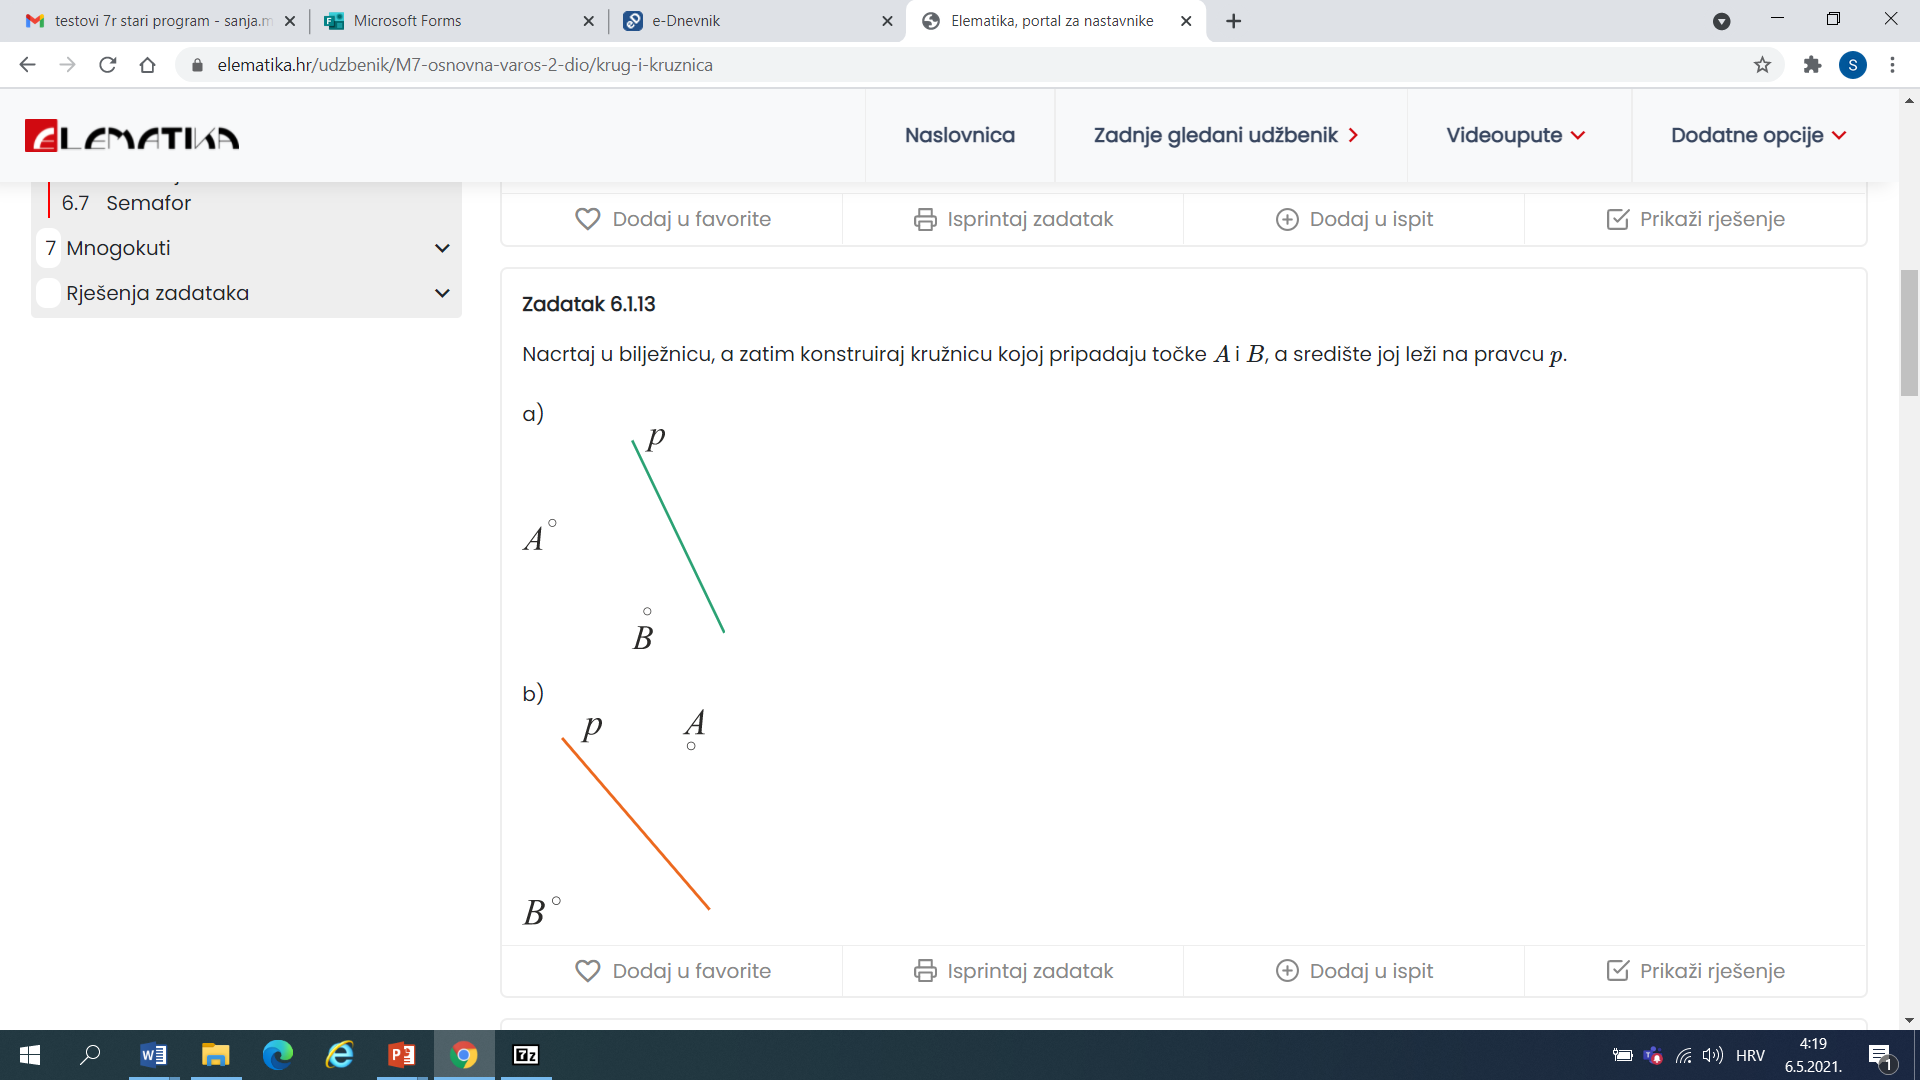 testovi 7r stari program - sanja.m
Microsoft Forms
e-Dnevnik
Elematika, portal za nastavnike
elematika.hr/udzbenik/M7-osnovna-varos-2-dio/krug-i-kruznica
S
ELEMATIKA
Naslovnica
Zadnje gledani udžbenik
Videoupute
Dodatne opcije
6.7 Semafor
7 Mnogokuti
Rješenja zadataka
Dodaj u favorite
Isprintaj zadatak
Dodaj u ispit
Prikaži rješenje
Zadatak 6.1.13
Nacrtaj u bilježnicu, a zatim konstruiraj kružnicu kojoj pripadaju točke A i B, a središte joj leži na pravcu p.
a)
p
A
B
b)
p
A
B
Dodaj u favorite
Isprintaj zadatak
Dodaj u ispit
Prikaži rješenje
HRV
4:19
6.5.2021.
1